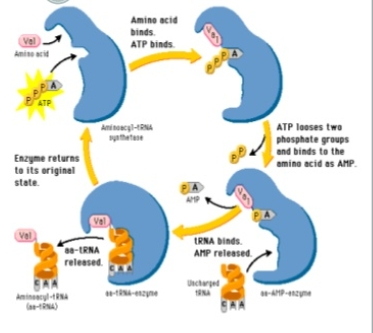 Val
Amino acid
P P P A
ATP
Amino acid
binds.
ATP binds.
Val
P P P A
Aminoacyl-tRNA
synthetase
ATP looses two
phosphate groups
and binds to the
amino acid as AMP.
P P
Enzyme returns
to its original
state.
P A
AMP
Val
P A
tRNA binds.
AMP released.
Val
aa-tRNA
released.
Val
C A A
Aminoacyl-tRNA
(aa-tRNA)
C A A
aa-tRNA-enzyme
Uncharged
tRNA
C A A
aa-AMP-enzyme